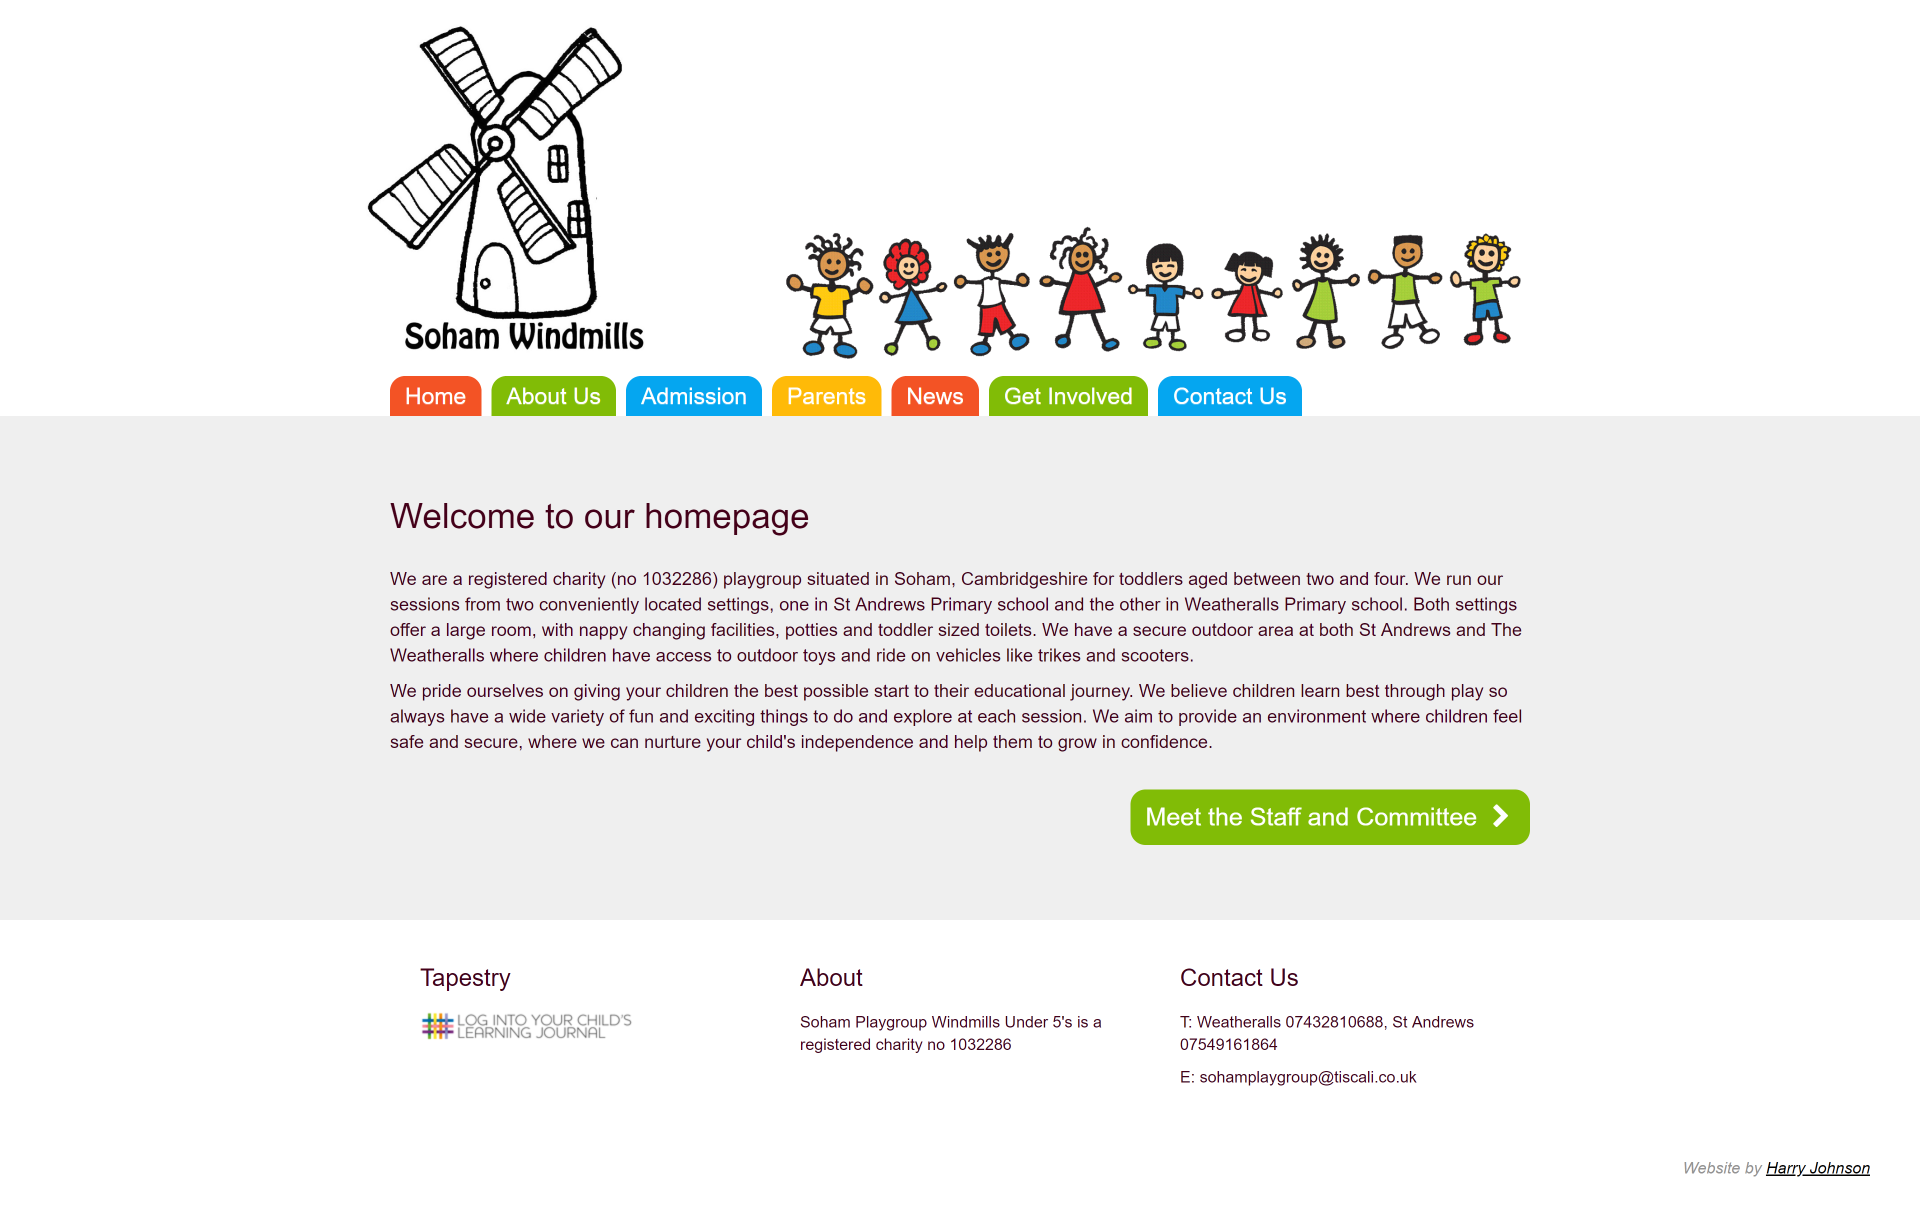 Soham Windmills
Home
About Us
Admission
Parents
News
Get Involved
Contact Us
Welcome to our homepage
We are a registered charity (no 1032286) playgroup situated in Soham, Cambridgeshire for toddlers aged between two and four. We run our
sessions from two conveniently located settings, one in St Andrews Primary school and the other in Weatheralls Primary school. Both settings
offer a large room, with nappy changing facilities, potties and toddler sized toilets. We have a secure outdoor area at both St Andrews and The
Weatheralls where children have access to outdoor toys and ride on vehicles like trikes and scooters.
We pride ourselves on giving your children the best possible start to their educational journey. We believe children learn best through play so
always have a wide variety of fun and exciting things to do and explore at each session. We aim to provide an environment where children feel
safe and secure, where we can nurture your child's independence and help them to grow in confidence.
Meet the Staff and Committee
Tapestry
LOG INTO YOUR CHILD'S
LEARNING JOURNAL
About
Soham Playgroup Windmills Under 5's is a
registered charity no 1032286
Contact Us
T: Weatheralls 07432810688, St Andrews
07549161864
E: sohamplaygroup@tiscali.co.uk
Website by Harry Johnson